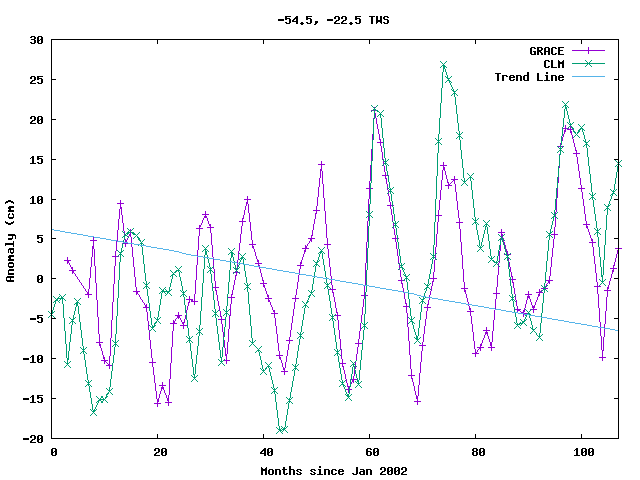 -54.5, -22.5 TWS
GRACE
CLM
Trend Line
30
25
20
15
10
5
0
-5
-10
-15
-20
Anomaly (cm)
0 20 40 60 80 100
Months since Jan 2002